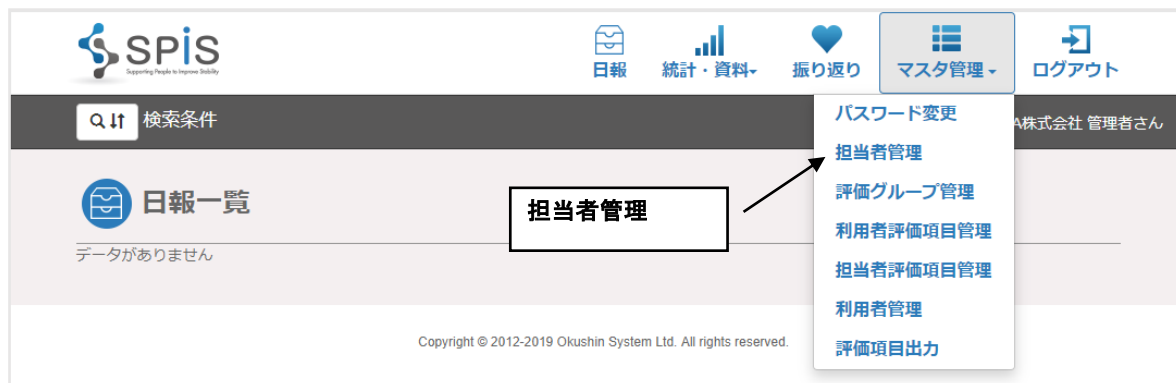 SPiS
Supporting People to Improve Stability
日報
統計・資料
振り返り
マスタ管理
ログアウト
検索条件
A株式会社 管理者さん
パスワード変更
担当者管理
評価グループ管理
利用者評価項目管理
担当者評価項目管理
利用者管理
評価項目出力
日報一覧
担当者管理
データがありません
Copyright © 2012-2019 Okushin System Ltd. All rights reserved.